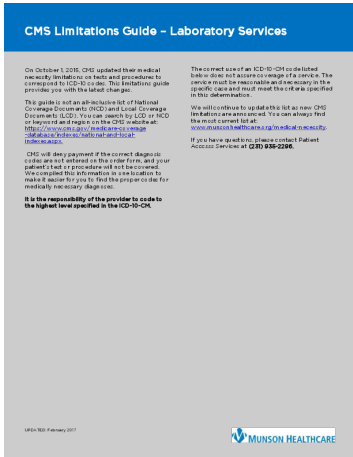 CMS Limitations Guide – Laboratory Services
On October 1, 2015, CMS updated their medical
necessity limitations on tests and procedures to
correspond to ICD-10 codes. This limitations guide
provides you with the latest changes.
This guide is not an all-inclusive list of National
Coverage Documents (NCD) and Local Coverage
Documents (LCD). You can search by LCD or NCD
or keyword and region on the CMS website at:
https://www.cms.gov/medicare-coverage
-database/indexes/national-and-local-
indexes.aspx.
CMS will deny payment if the correct diagnosis
codes are not entered on the order form, and your
patient's test or procedure will not be covered.
We compiled this information in one location to
make it easier for you to find the proper codes for
medically necessary diagnoses.
It is the responsibility of the provider to code to
the highest level specified in the ICD-10-CM.
The correct use of an ICD-10-CM code listed
below does not assure coverage of a service. The
service must be reasonable and necessary in the
specific case and must meet the criteria specified
in this determination.
We will continue to update this list as new CMS
limitations are announced. You can always find
the most current list at:
www.munsonhealthcare.org/medical-necessity.
If you have questions, please contact Patient
Access Services at (231) 935-2296.
UPDATED: February 2017
MUNSON HEALTHCARE